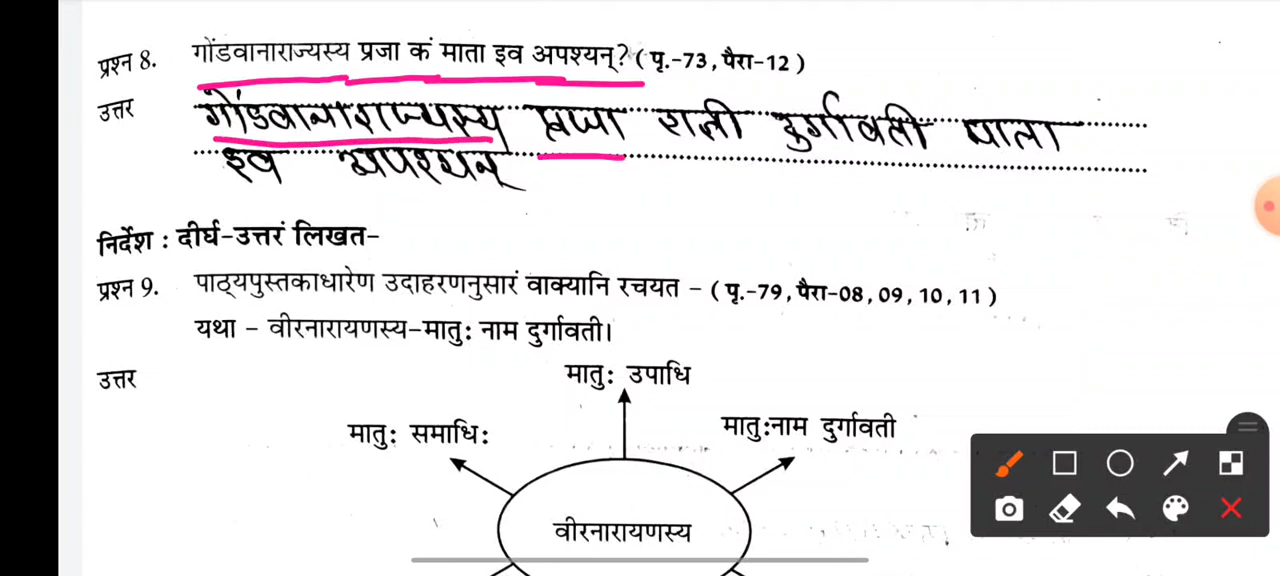 प्रश्न 8. गोंडवानाराज्यस्य प्रजा कं माता इव अपश्यन्? (पृ.-73, पैरा-12)
उत्तर गोंडवानाराज्यस्य प्रजा राज्ञी दुर्गावती माता
इव अपश्यन्
निर्देश : दीर्घ-उत्तरं लिखत-
प्रश्न 9. पाठ्यपुस्तकाधारेण उदाहरणनुसारं वाक्यानि रचयत - (पृ.-79, पैरा-08, 09, 10, 11)
यथा - वीरनारायणस्य-मातुः नाम दुर्गावती।
उत्तर
मातुः उपाधि
मातुः समाधिः
मातुःनाम दुर्गावती
वीरनारायणस्य